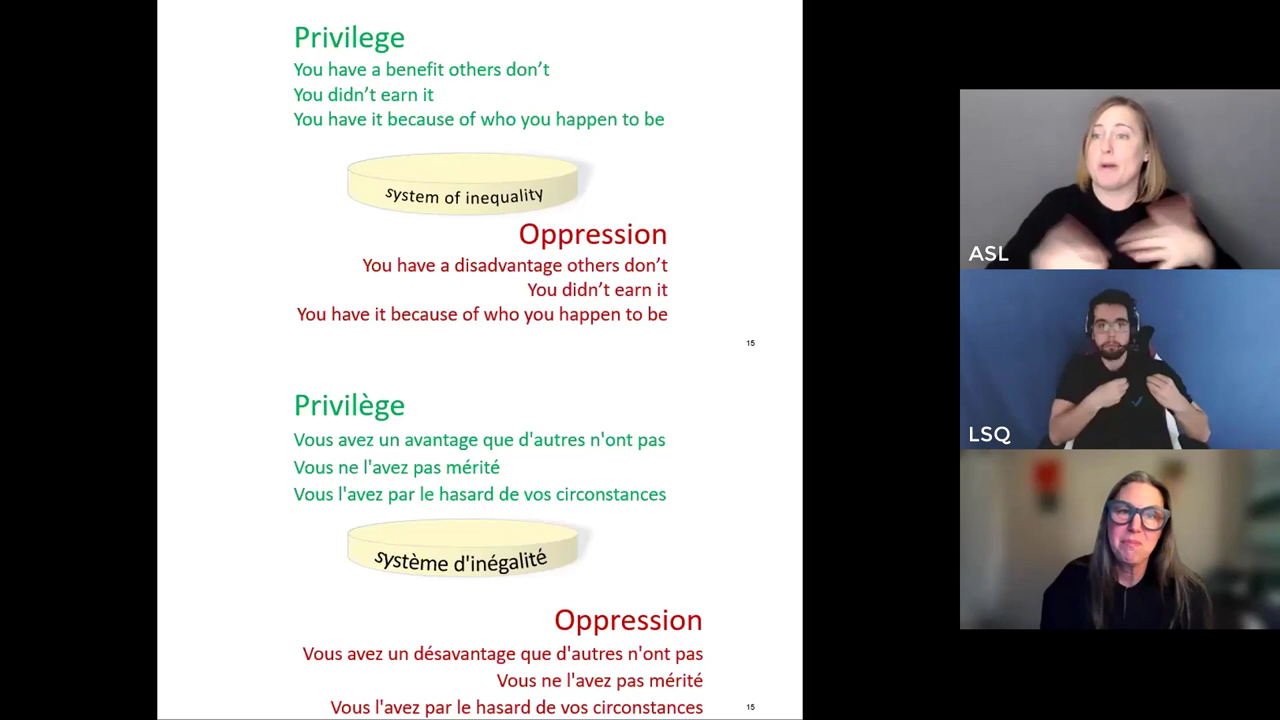 Privilege
You have a benefit others don’t
You didn’t earn it
You have it because of who you happen to be
system of inequality
Oppression
You have a disadvantage others don’t
You didn’t earn it
You have it because of who you happen to be
15
Privilège
Vous avez un avantage que d'autres n'ont pas
Vous ne l'avez pas mérité
Vous l'avez par le hasard de vos circonstances
système d'inégalité
Oppression
Vous avez un désavantage que d'autres n'ont pas
Vous ne l'avez pas mérité
Vous l'avez par le hasard de vos circonstances
15
ASL
LSQ